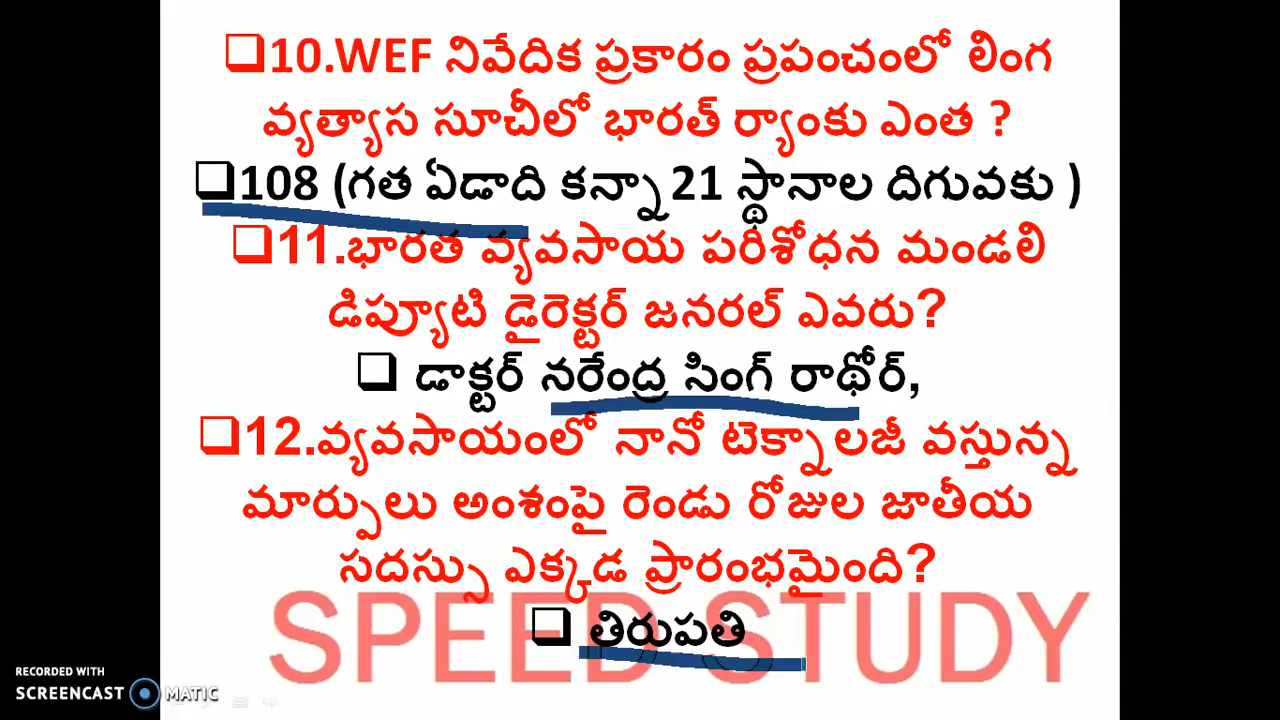 ❑10.WEF నివేదిక ప్రకారం ప్రపంచంలో లింగ
వ్యత్యాస సూచీలో భారత్ ర్యాంకు ఎంత ?
❑108 (గత ఏడాది కన్నా 21 స్థానాల దిగువకు )
❑11.భారత వ్యవసాయ పరిశోధన మండలి
డిప్యూటి డైరెక్టర్ జనరల్ ఎవరు?
❑ డాక్టర్ నరేంద్ర సింగ్ రాథోర్,
❑12.వ్యవసాయంలో నానో టెక్నాలజీ వస్తున్న
మార్పులు అంశంపై రెండు రోజుల జాతీయ
సదస్సు ఎక్కడ ప్రారంభమైంది?
❑ తిరుపతి
SPEED STUDY
RECORDED WITH
SCREENCAST MATIC